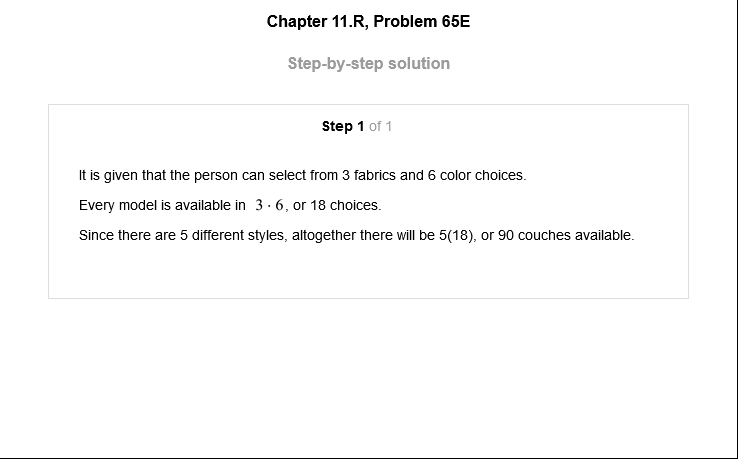 Chapter 11.R, Problem 65E
Step-by-step solution
Step 1 of 1
It is given that the person can select from 3 fabrics and 6 color choices.
Every model is available in 3 · 6, or 18 choices.
Since there are 5 different styles, altogether there will be 5(18), or 90 couches available.